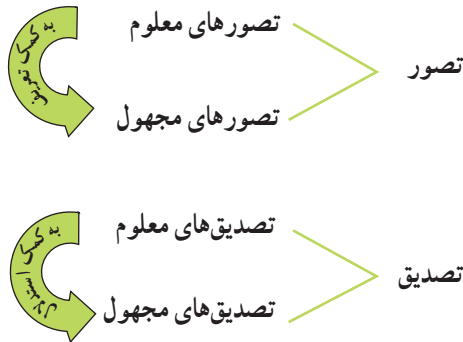 تصور
تصورهای معلوم
تصورهای مجهول
به کمک تعریف
تصدیق
تصدیق‌های معلوم
تصدیق‌های مجهول
به کمک استدلال